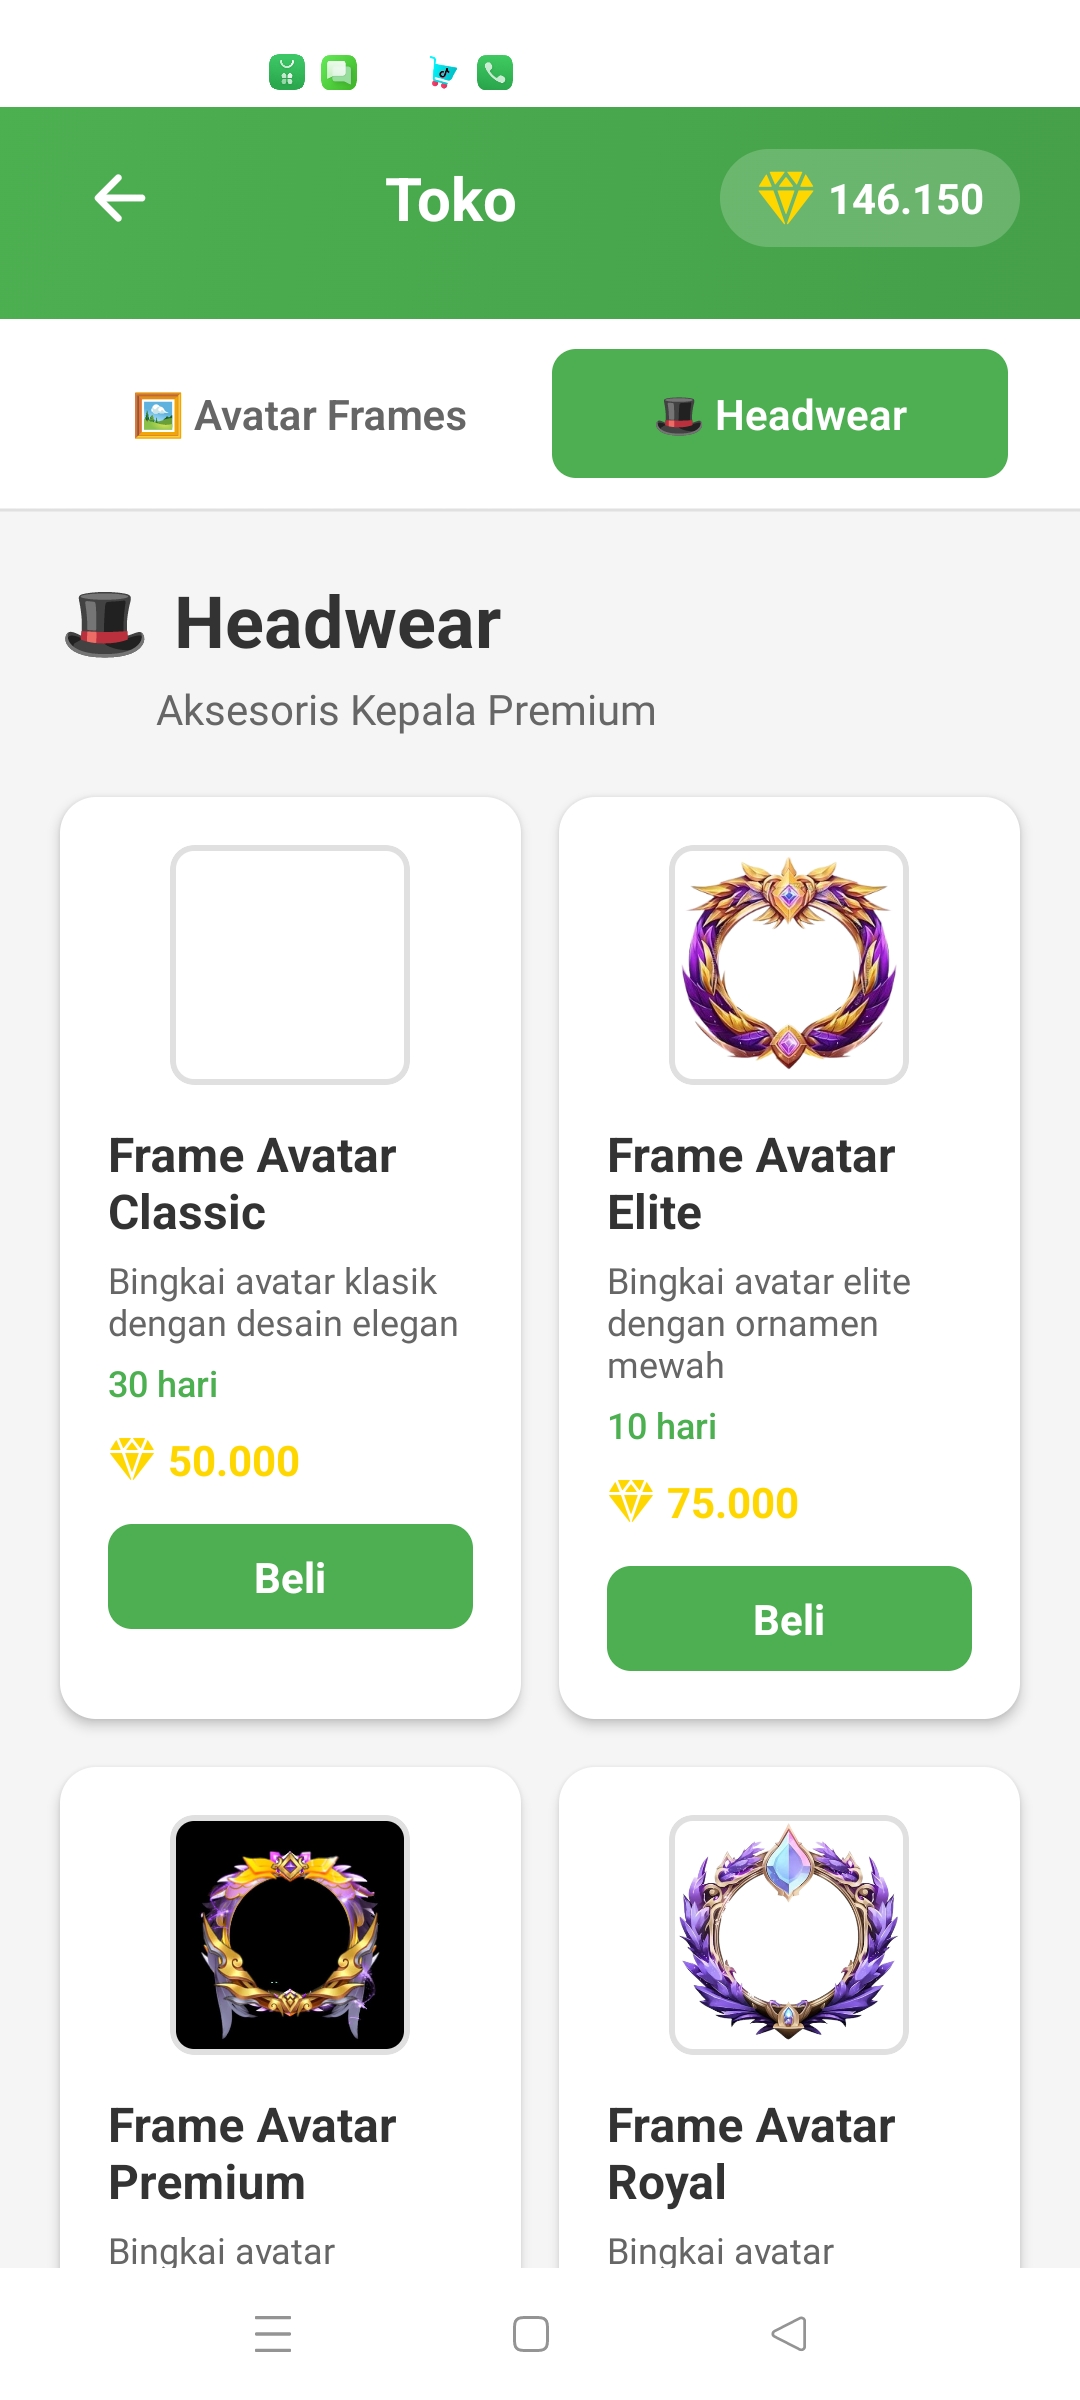 Toko
146.150
Avatar Frames
Headwear
Headwear
Aksesoris Kepala Premium
Frame Avatar
Classic
Bingkai avatar klasik
dengan desain elegan
30 hari
50.000
Beli
Frame Avatar
Elite
Bingkai avatar elite
dengan ornamen
mewah
10 hari
75.000
Beli
Frame Avatar
Premium
Bingkai avatar
Frame Avatar
Royal
Bingkai avatar